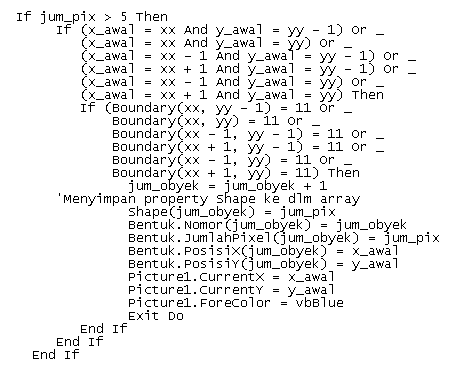 If jum_pix > 5 Then
If (x_awal = xx And y_awal = yy - 1) Or _
(x_awal = xx And y_awal = yy) Or _
(x_awal = xx - 1 And y_awal = yy - 1) Or _
(x_awal = xx + 1 And y_awal = yy - 1) Or _
(x_awal = xx - 1 And y_awal = yy) Or _
(x_awal = xx + 1 And y_awal = yy) Then
If (Boundary(xx, yy - 1) = 11 Or _
Boundary(xx, yy) = 11 Or _
Boundary(xx - 1, yy - 1) = 11 Or _
Boundary(xx + 1, yy - 1) = 11 Or _
Boundary(xx - 1, yy) = 11 Or _
Boundary(xx + 1, yy) = 11) Then
jum_obyek = jum_obyek + 1
'Menyimpan property Shape ke dlm array
Shape(jum_obyek) = jum_pix
Bentuk.Nomor(jum_obyek) = jum_obyek
Bentuk.JumlahPixel(jum_obyek) = jum_pix
Bentuk.PosisiX(jum_obyek) = x_awal
Bentuk.PosisiY(jum_obyek) = y_awal
Picture1.CurrentX = x_awal
Picture1.CurrentY = y_awal
Picture1.ForeColor = vbBlue
Exit Do
End If
End If
End If